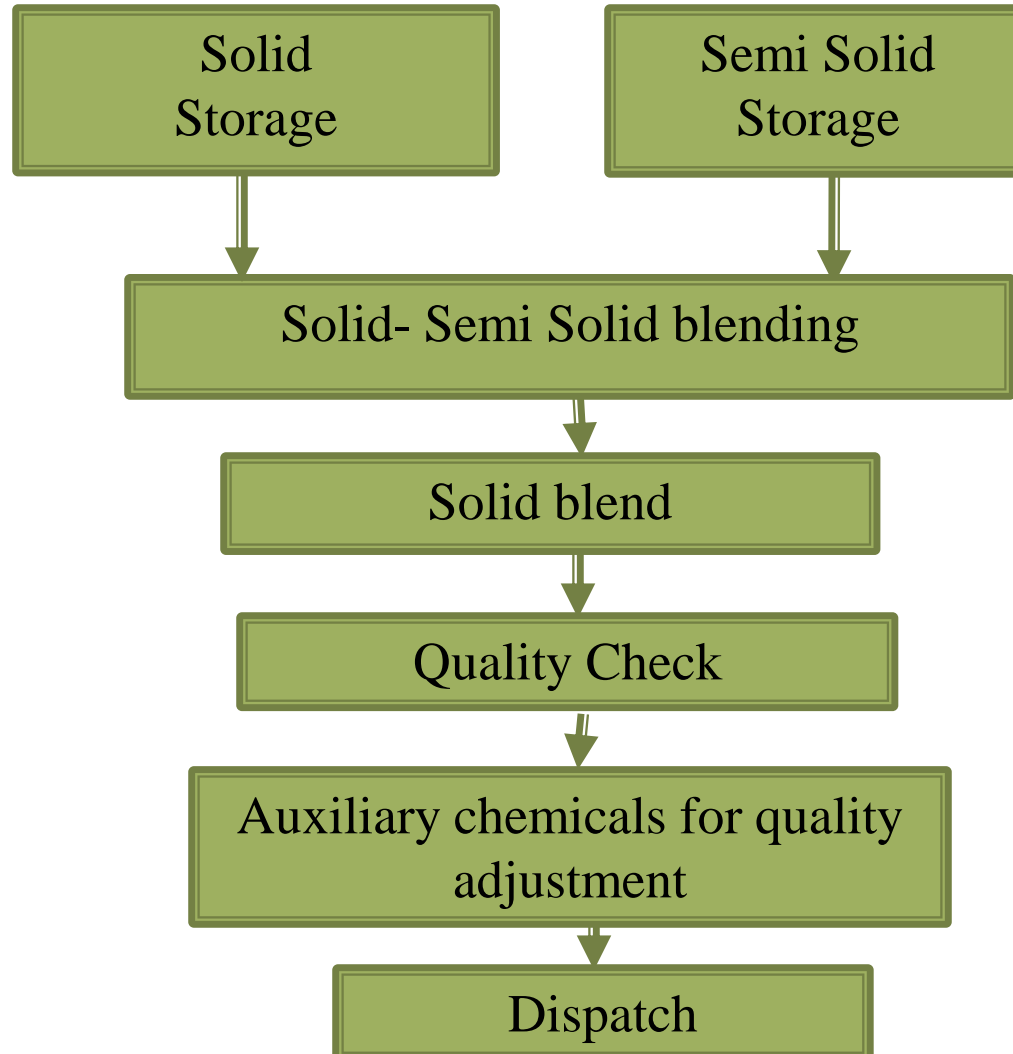 Solid
Storage
Semi Solid
Storage
Solid- Semi Solid blending
Solid blend
Quality Check
Auxiliary chemicals for quality
adjustment
Dispatch